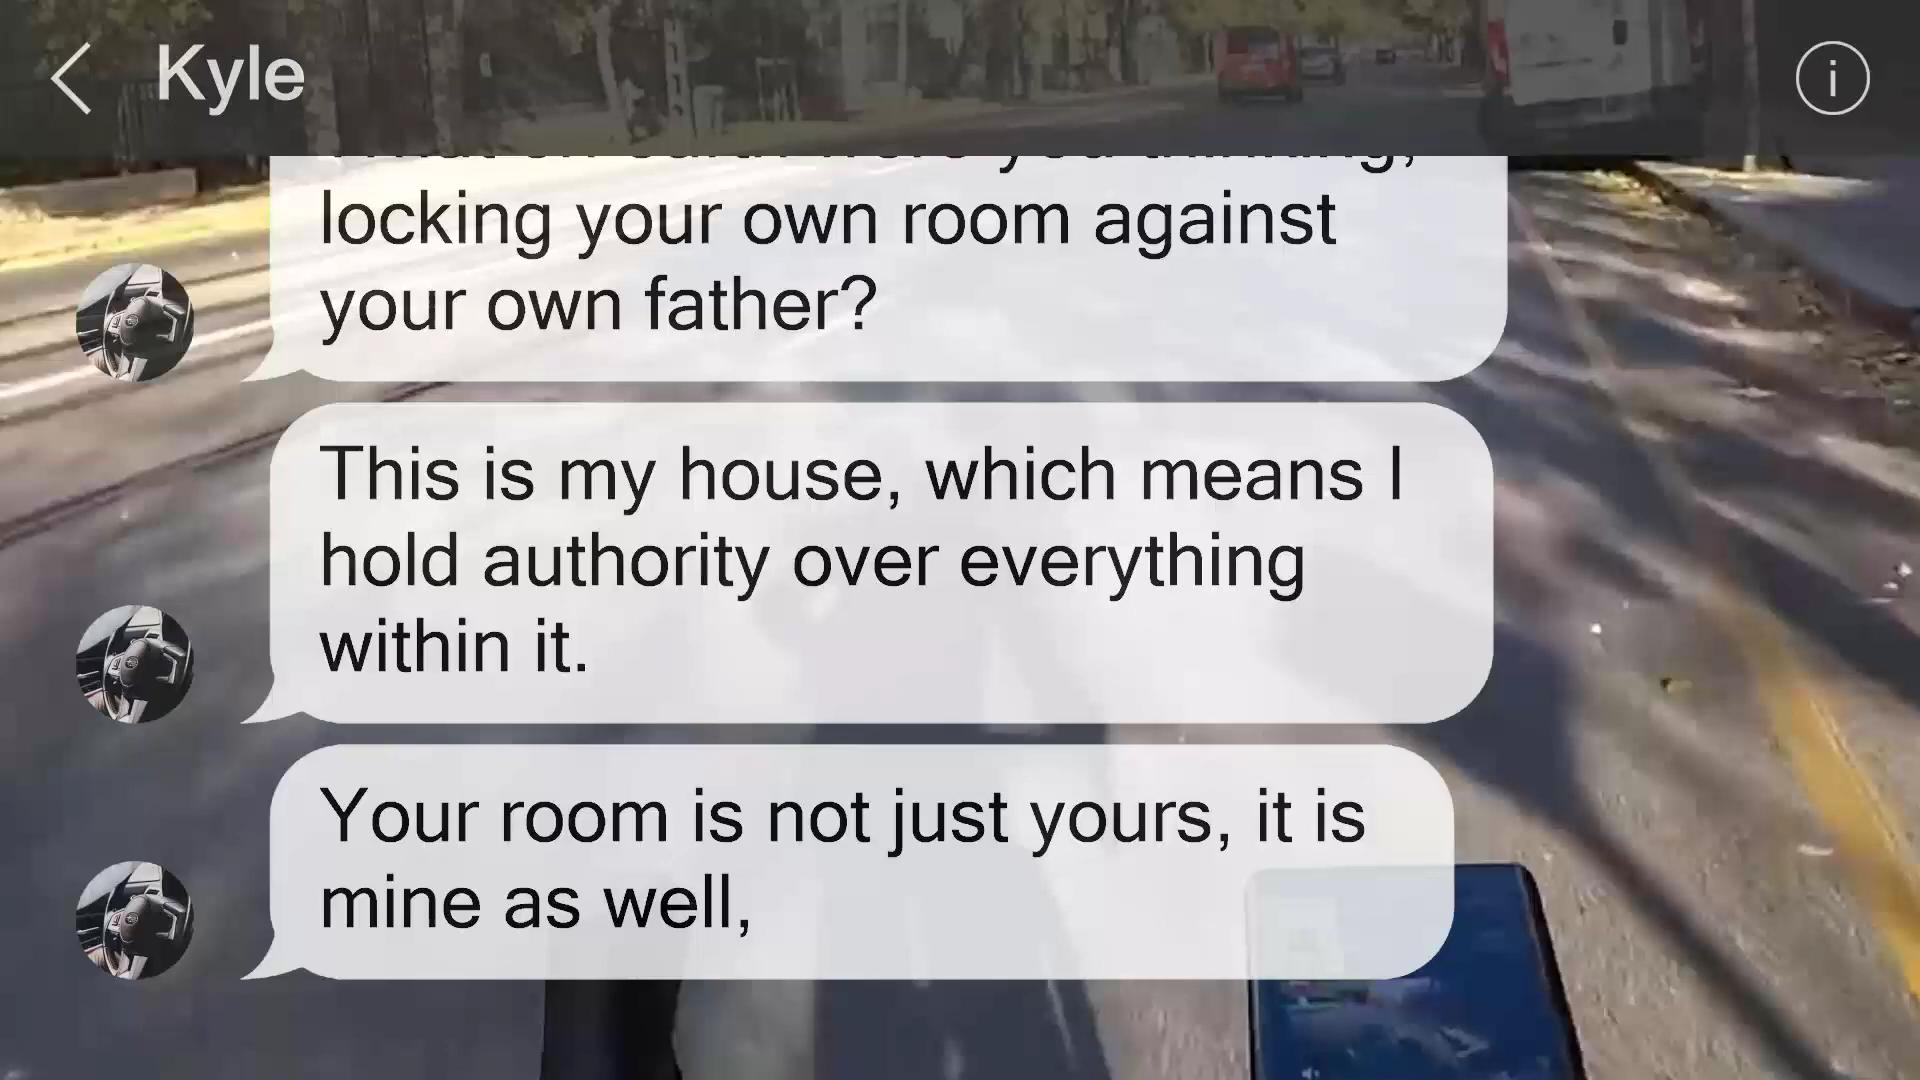 Kyle
locking your own room against
your own father?
This is my house, which means I
hold authority over everything
within it.
Your room is not just yours, it is
mine as well,